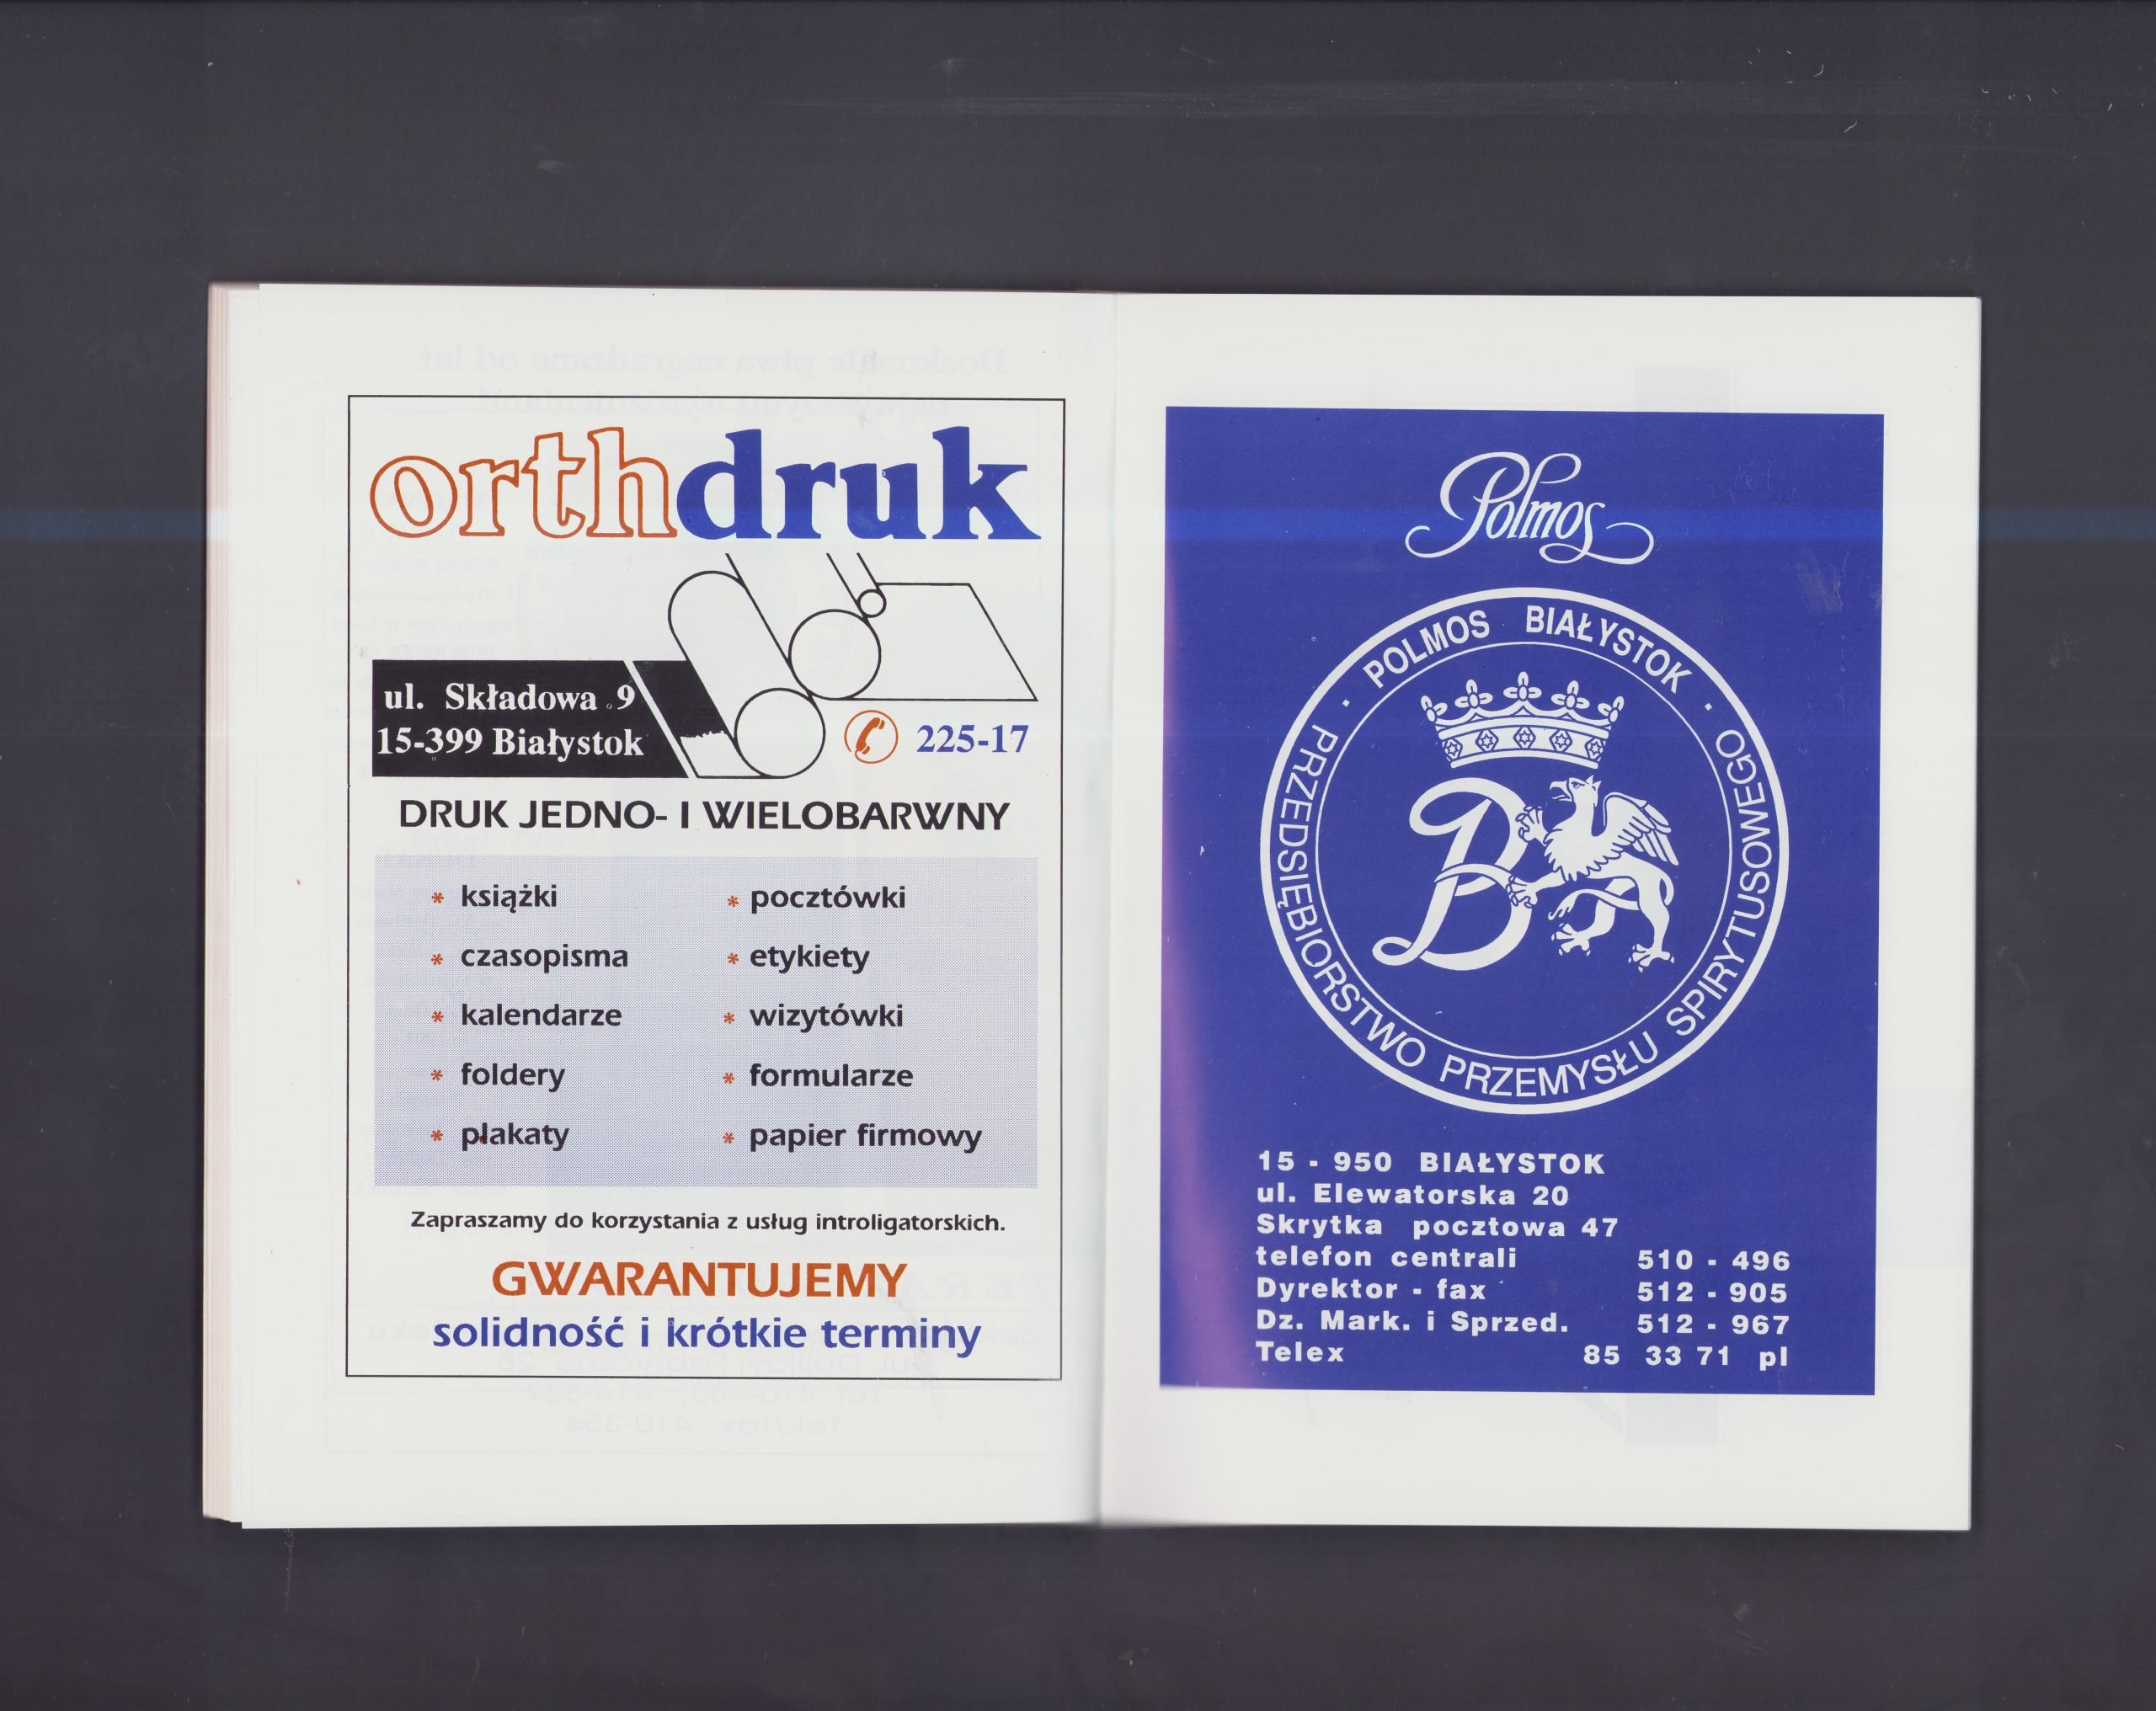 orthdruk
ul. Składowa 9
15-399 Białystok
225-17
DRUK JEDNO- I WIELOBARWNY
* książki
* czasopisma
* kalendarze
* foldery
* plakaty
* pocztówki
* etykiety
* wizytówki
* formularze
* papier firmowy
Zapraszamy do korzystania z usług introligatorskich.
GWARANTUJEMY
solidność i krótkie terminy
Polmos
· POLMOS BIAŁYSTOK ·
PRZEDSIĘBIORSTWO PRZEMYSŁU SPIRYTUSOWEGO
B
15 - 950 BIAŁYSTOK
ul. Elewatorska 20
Skrytka pocztowa 47
telefon centrali 510 - 496
Dyrektor - fax 512 - 905
Dz. Mark. i Sprzed. 512 - 967
Telex 85 33 71 pl